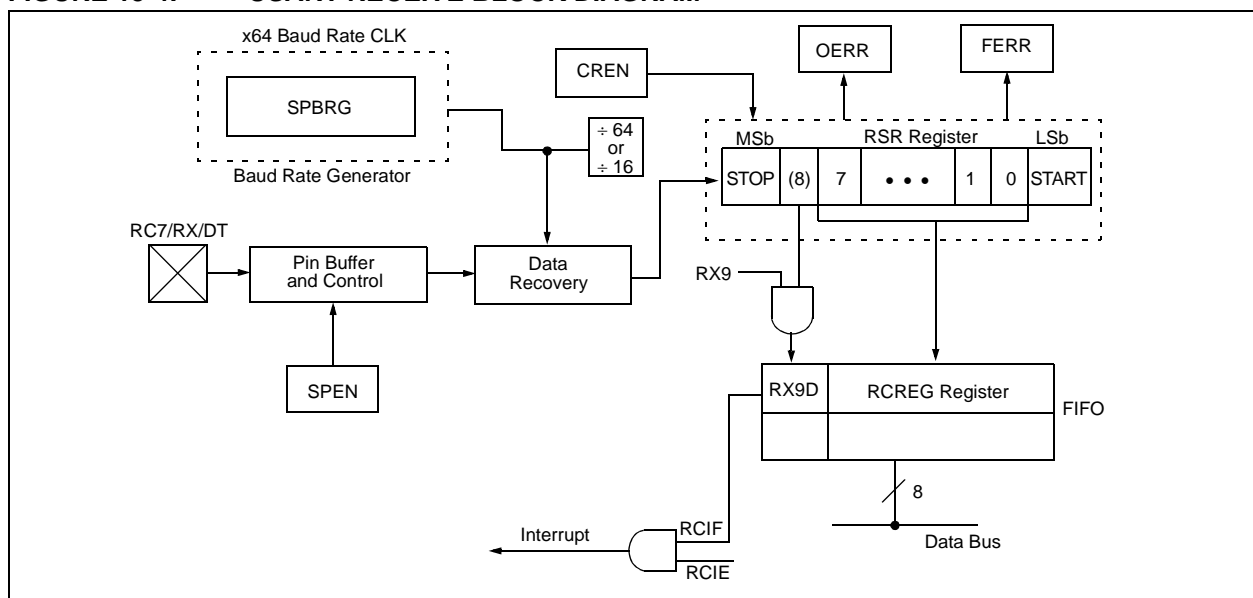 x64 Baud Rate CLK
SPBRG
Baud Rate Generator
CREN
OERR
FERR
÷ 64
or
÷ 16
MSb
RSR Register
LSb
STOP
(8)
7
• • •
1
0
START
RC7/RX/DT
Pin Buffer
and Control
Data
Recovery
RX9
SPEN
RX9D
RCREG Register
FIFO
8
Data Bus
Interrupt
RCIF
RCIE